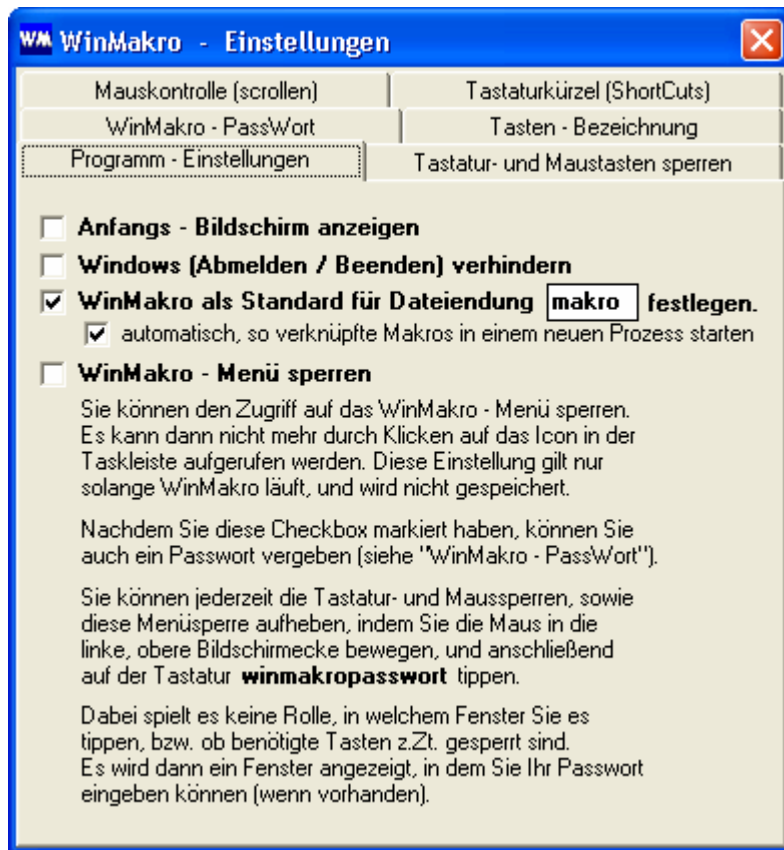 WM WinMakro - Einstellungen
Mauskontrolle (scrollen) Tastaturkürzel (ShortCuts)
WinMakro - PassWort Tasten - Bezeichnung
Programm - Einstellungen Tastatur- und Maustasten sperren
Anfangs - Bildschirm anzeigen
Windows (Abmelden / Beenden) verhindern
WinMakro als Standard für Dateiendung makro festlegen.
automatisch, so verknüpfte Makros in einem neuen Prozess starten
WinMakro - Menü sperren
Sie können den Zugriff auf das WinMakro - Menü sperren.
Es kann dann nicht mehr durch Klicken auf das Icon in der
Taskleiste aufgerufen werden. Diese Einstellung gilt nur
solange WinMakro läuft, und wird nicht gespeichert.
Nachdem Sie diese Checkbox markiert haben, können Sie
auch ein Passwort vergeben (siehe "WinMakro - PassWort").
Sie können jederzeit die Tastatur- und Maussperren, sowie
diese Menüsperre aufheben, indem Sie die Maus in die
linke, obere Bildschirmecke bewegen, und anschließend
auf der Tastatur winmakropasswort tippen.
Dabei spielt es keine Rolle, in welchem Fenster Sie es
tippen, bzw. ob benötigte Tasten z.Zt. gesperrt sind.
Es wird dann ein Fenster angezeigt, in dem Sie Ihr Passwort
eingeben können (wenn vorhanden).